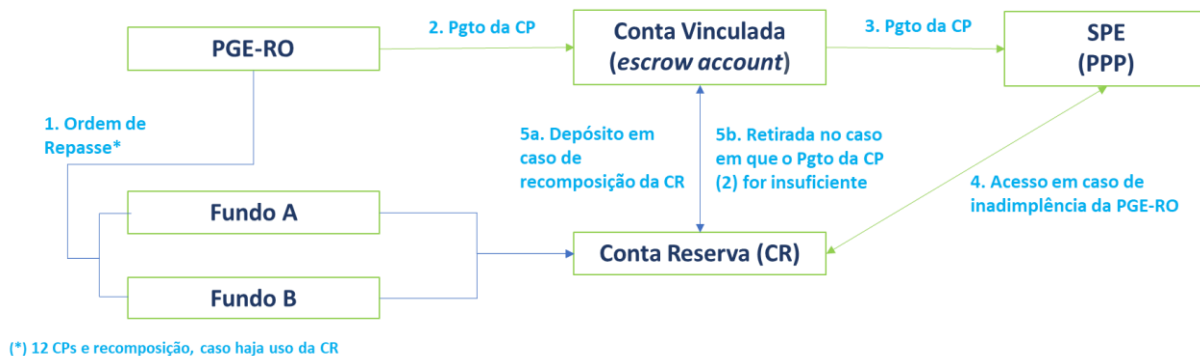 PGE-RO
2. Pgto da CP
Conta Vinculada
(escrow account)
3. Pgto da CP
SPE
(PPP)
1. Ordem de
Repasse*
5a. Depósito em
caso de
recomposição da CR
5b. Retirada no caso
em que o Pgto da CP
(2) for insuficiente
4. Acesso em caso de
inadimplência da PGE-RO
Fundo A
Conta Reserva (CR)
Fundo B
(*) 12 CPs e recomposição, caso haja uso da CR